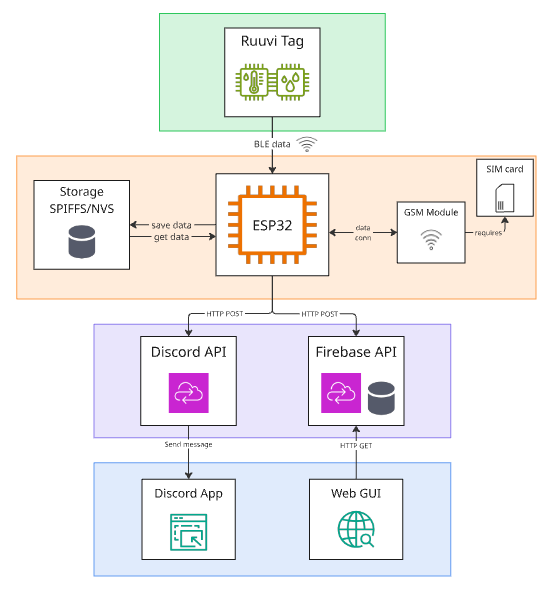 Ruuvi Tag
BLE data
Storage
SPIFFS/NVS
save data
get data
ESP32
data
conn
GSM Module
SIM card
requires
HTTP POST
HTTP POST
Discord API
Firebase API
Send message
HTTP GET
Discord App
Web GUI